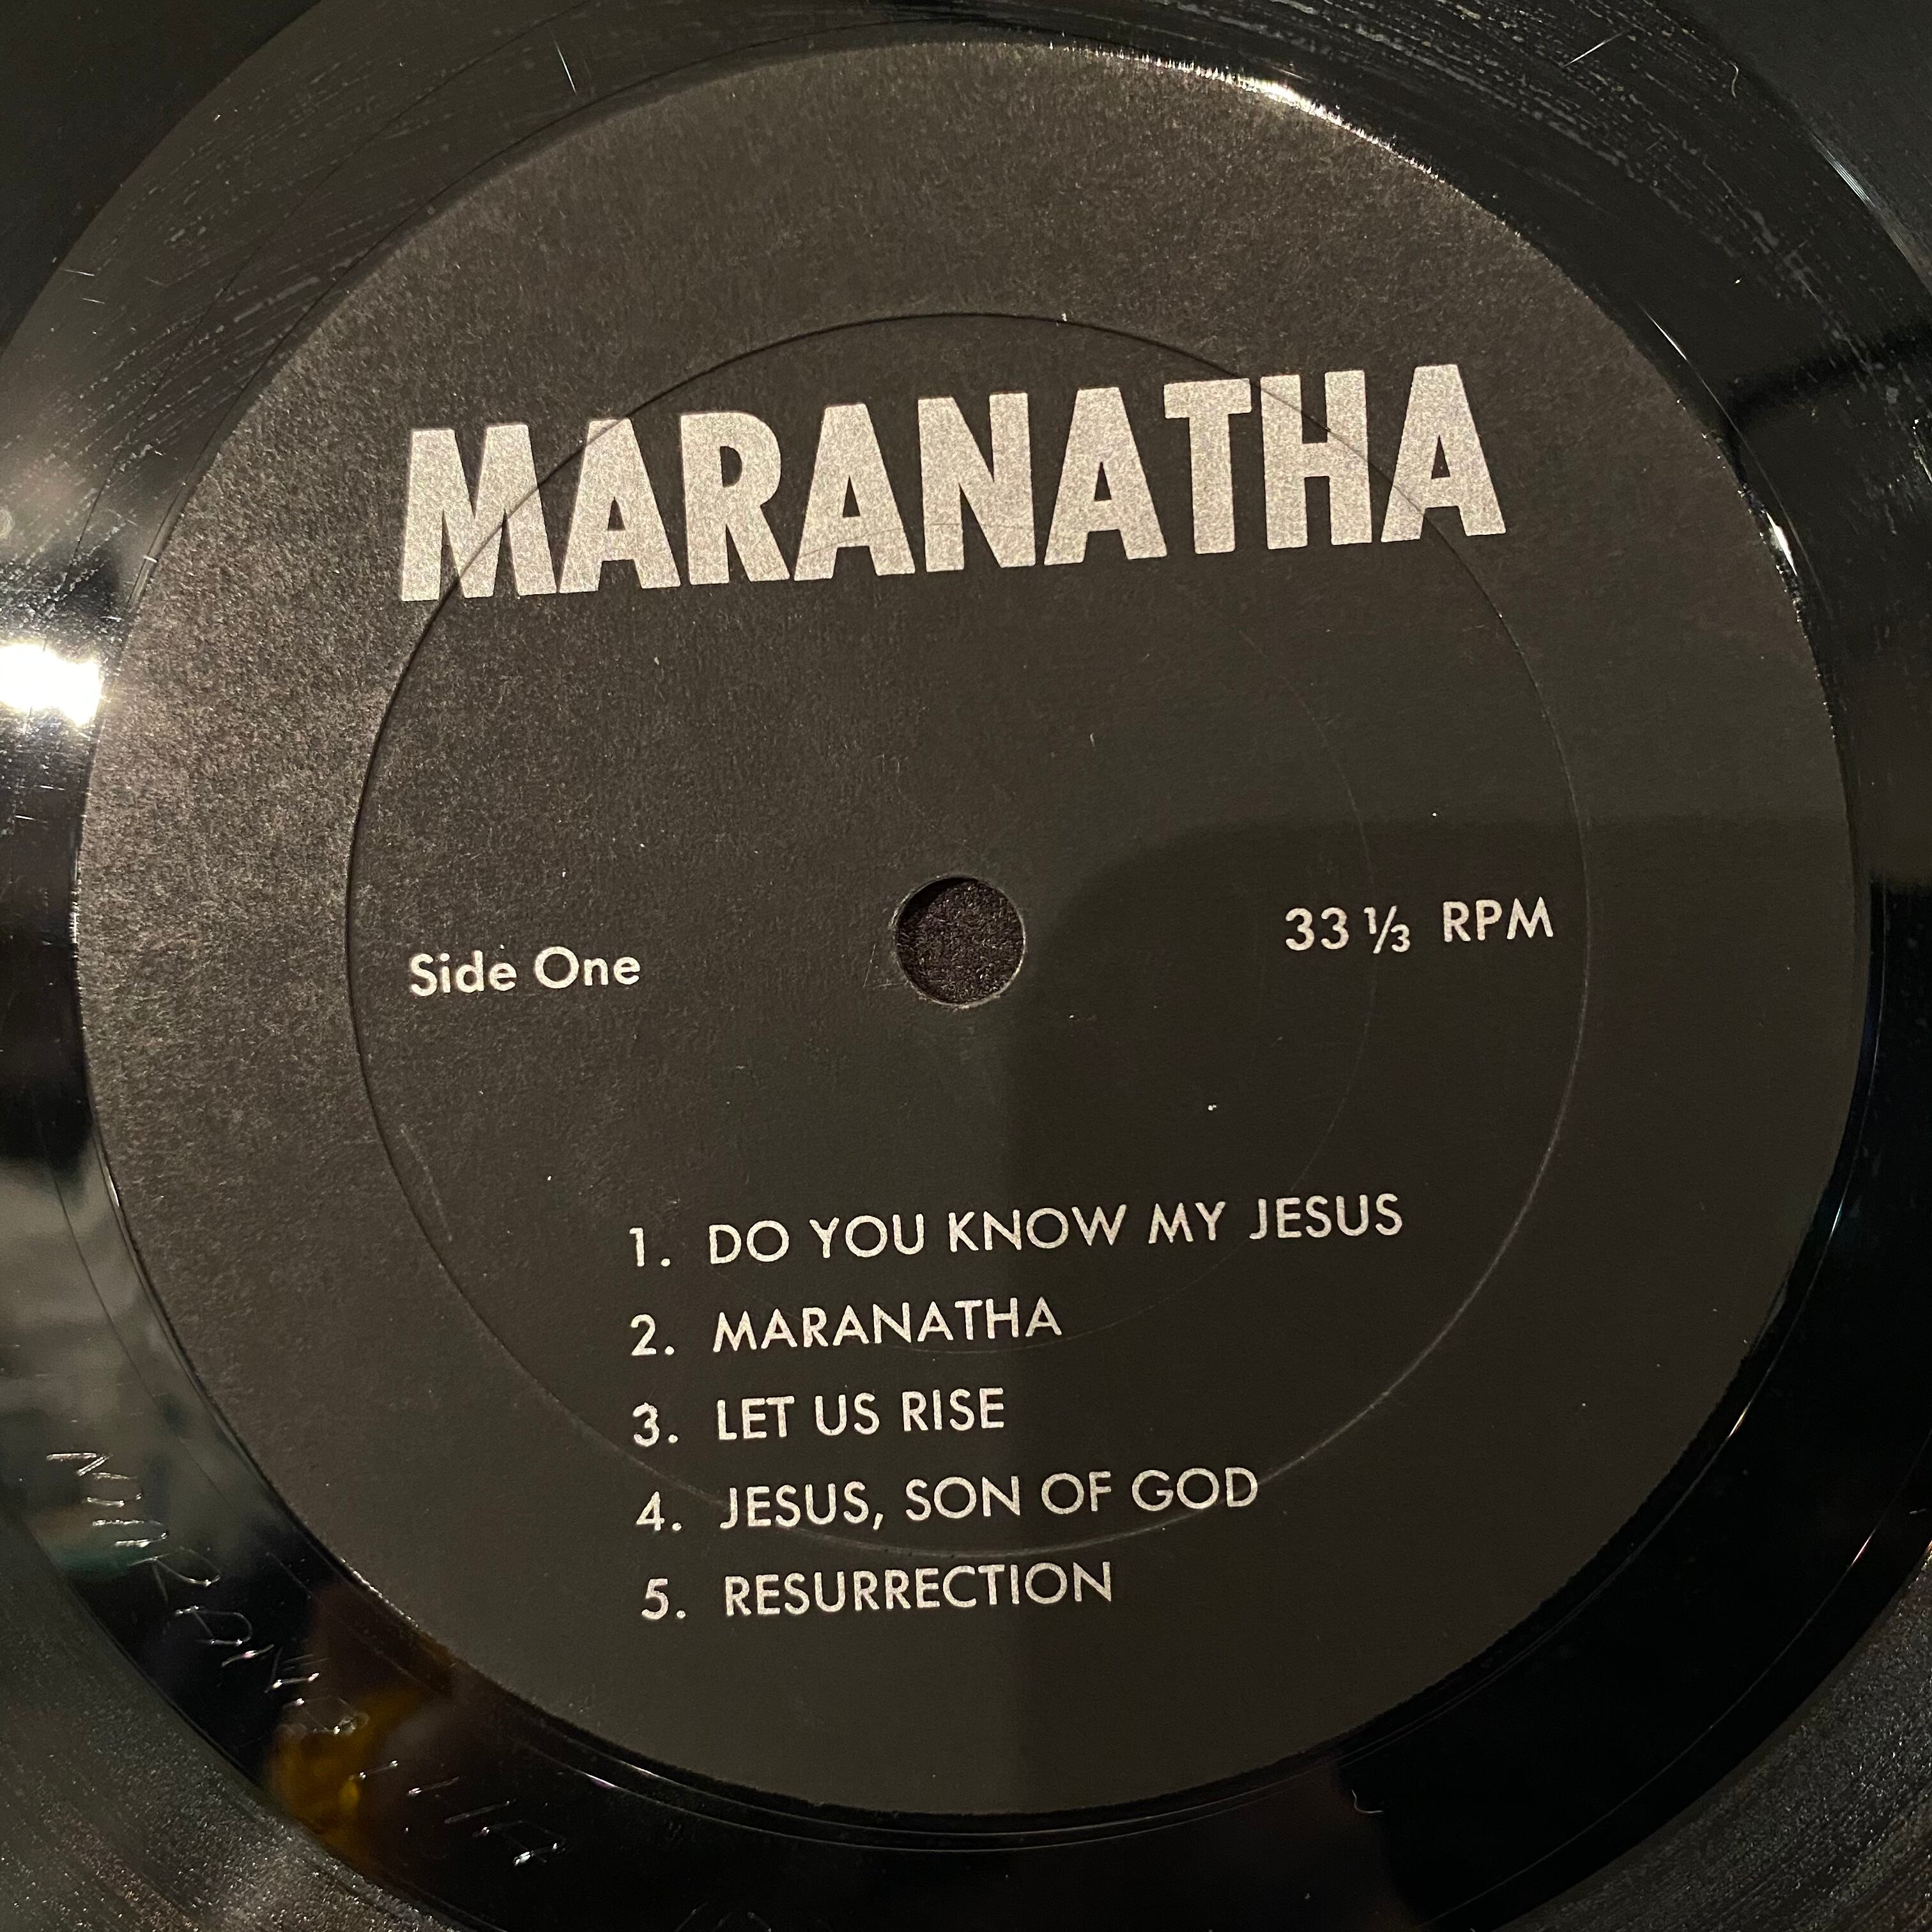 MARANATHA
Side One
33 1/3 RPM
1. DO YOU KNOW MY JESUS
2. MARANATHA
3. LET US RISE
4. JESUS, SON OF GOD
5. RESURRECTION
MARANATHA